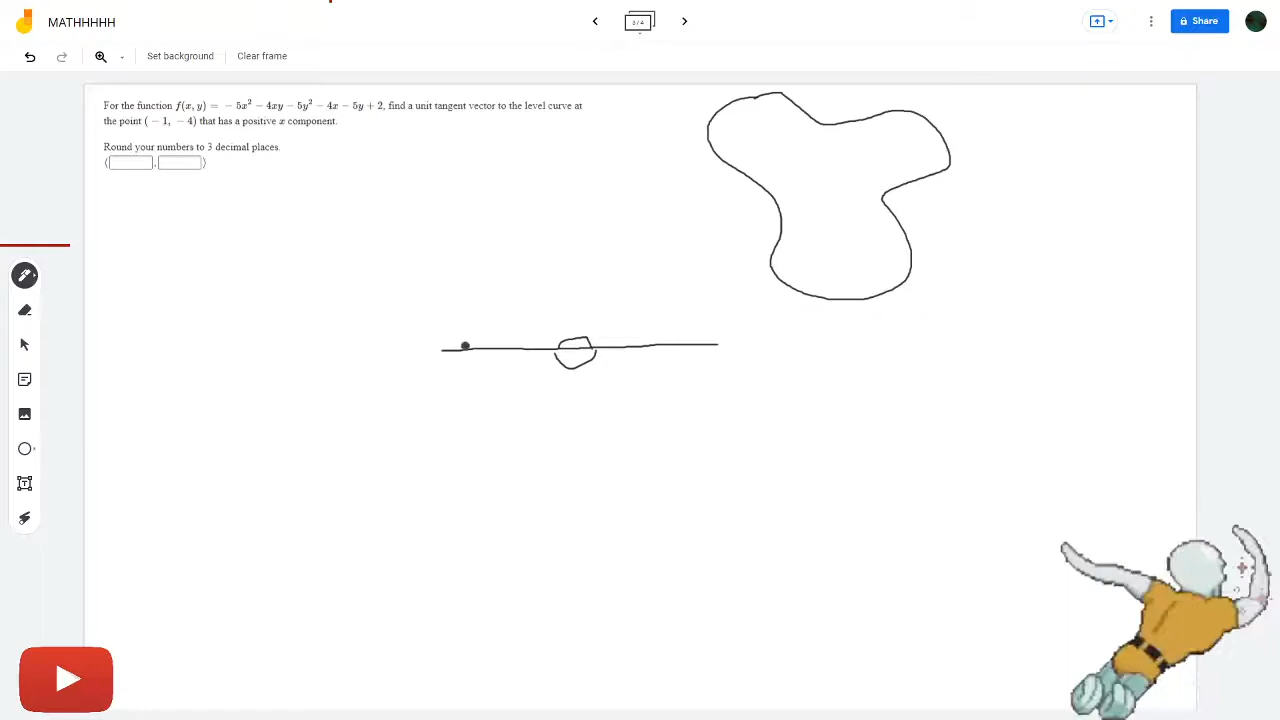 MATHHHHH
3 / 4
Share
Set background
Clear frame
For the function f(x, y) = − 5x² − 4xy − 5y² − 4x − 5y + 2, find a unit tangent vector to the level curve at
the point ( − 1, − 4) that has a positive x component.
Round your numbers to 3 decimal places.
( , )